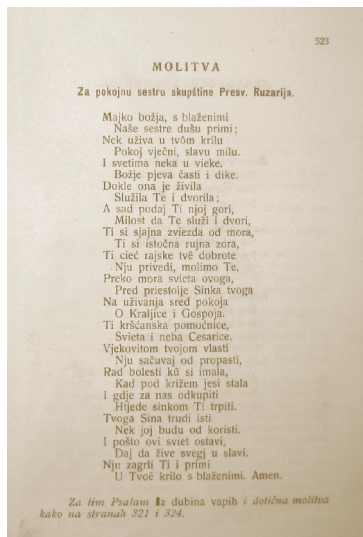 523
MOLITVA
Za pokojnu sestru skupštine Presv. Ruzarija.
Majko božja, s blaženimi
Naše sestre dušu primi;
Nek uživa u tvôm krilu
Pokoj vječni, slavu milu.
I svetima neka u vieke,
Božje pjeva časti i dike.
Dokle ona je živila
Služila Te i dvorila;
A sad podaj Ti njoj gori,
Milost da Te služi i dvori,
Ti si sjajna zviezda od mora,
Ti si istočna rujna zora,
Ti cieć rajske tvê dobrote
Nju privedi, molimo Te,
Preko mora svieta ovoga,
Pred priestolje Sinka tvoga
Na uživanja sred pokoja
O Kraljice i Gospoja.
Ti kršćanska pomoćnice,
Svieta i neba Cesarice.
Vjekovitom tvojom vlasti
Nju sačuvaj od propasti,
Rad bolesti kû si imala,
Kad pod križem jesi stala
I gdje za nas odkupiti
Htjede sinkom Ti trpiti.
Tvoga Sina trudi isti
Nek joj budu od koristi.
I pošto ovi sviet ostavi,
Daj da žive svegj u slavi.
Nju zagrli Ti i primi
U Tvoê krilo s blaženimi. Amen.
Za tim Psalam Iz dubina vapih i dotična molitva
kako na stranah 321 i 324.